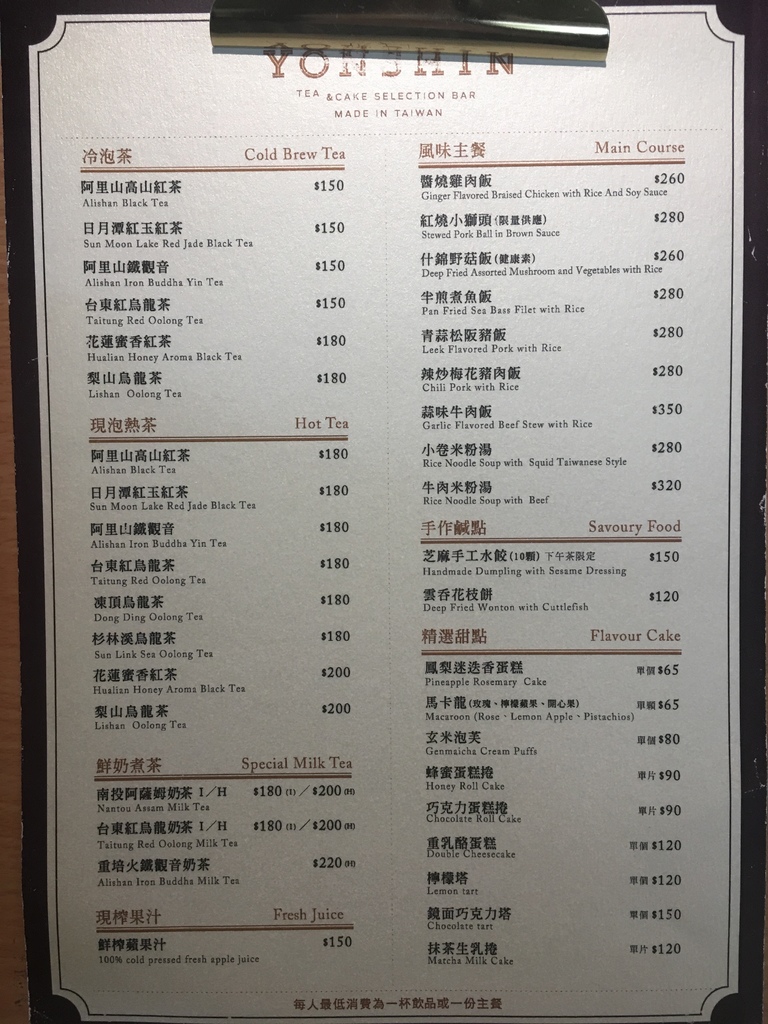 YONSHIN
TEA & CAKE SELECTION BAR
MADE IN TAIWAN
冷泡茶 Cold Brew Tea
阿里山高山紅茶 $150
Alishan Black Tea
日月潭紅玉紅茶 $150
Sun Moon Lake Red Jade Black Tea
阿里山鐵觀音 $150
Alishan Iron Buddha Yin Tea
台東紅烏龍茶 $150
Taitung Red Oolong Tea
花蓮蜜香紅茶 $180
Hualian Honey Aroma Black Tea
梨山烏龍茶 $180
Lishan Oolong Tea
現泡熱茶 Hot Tea
阿里山高山紅茶 $180
Alishan Black Tea
日月潭紅玉紅茶 $180
Sun Moon Lake Red Jade Black Tea
阿里山鐵觀音 $180
Alishan Iron Buddha Yin Tea
台東紅烏龍茶 $180
Taitung Red Oolong Tea
凍頂烏龍茶 $180
Dong Ding Oolong Tea
杉林溪烏龍茶 $180
Sun Link Sea Oolong Tea
花蓮蜜香紅茶 $200
Hualian Honey Aroma Black Tea
梨山烏龍茶 $200
Lishan Oolong Tea
鮮奶煮茶 Special Milk Tea
南投阿薩姆奶茶 I/H $180 (I) / $200 (H)
Nantou Assam Milk Tea
台東紅烏龍奶茶 I/H $180 (I) / $200 (H)
Taitung Red Oolong Milk Tea
重培火鐵觀音奶茶 $220 (H)
Alishan Iron Buddha Milk Tea
現榨果汁 Fresh Juice
鮮榨蘋果汁 $150
100% cold pressed fresh apple juice
風味主餐 Main Course
醬燒雞肉飯 $260
Ginger Flavored Braised Chicken with Rice And Soy Sauce
紅燒小獅頭(限量供應) $280
Stewed Pork Ball in Brown Sauce
什錦野菇飯(健康素) $260
Deep Fried Assorted Mushroom and Vegetables with Rice
半煎煮魚飯 $280
Pan Fried Sea Bass Filet with Rice
青蒜松阪豬飯 $280
Leek Flavored Pork with Rice
辣炒梅花豬肉飯 $280
Chili Pork with Rice
蒜味牛肉飯 $350
Garlic Flavored Beef Stew with Rice
小卷米粉湯 $280
Rice Noodle Soup with Squid Taiwanese Style
牛肉米粉湯 $320
Rice Noodle Soup with Beef
手作鹹點 Savoury Food
芝麻手工水餃(10顆) 下午茶限定 $150
Handmade Dumpling with Sesame Dressing
雲吞花枝餅 $120
Deep Fried Wonton with Cuttlefish
精選甜點 Flavour Cake
鳳梨迷迭香蛋糕 單個 $65
Pineapple Rosemary Cake
馬卡龍(玫瑰、檸檬蘋果、開心果) 單顆 $65
Macaroon (Rose、Lemon Apple、Pistachios)
玄米泡芙 單個 $80
Genmaicha Cream Puffs
蜂蜜蛋糕捲 單片 $90
Honey Roll Cake
巧克力蛋糕捲 單片 $90
Chocolate Roll Cake
重乳酪蛋糕 單個 $120
Double Cheesecake
檸檬塔 單個 $120
Lemon tart
鏡面巧克力塔 單個 $150
Chocolate tart
抹茶生乳捲 單片 $120
Matcha Milk Cake
每人最低消費為一杯飲品或一份主餐